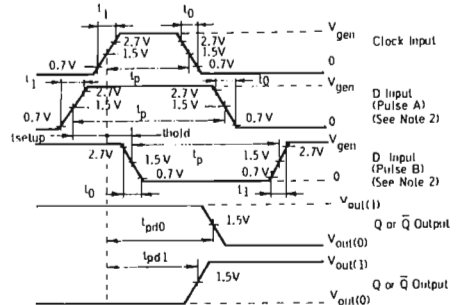 t1 t0
2.7V 2.7V Vgen Clock Input
1.5V 1.5V
0.7V tp 0.7V 0
t1 t0
2.7V 2.7V Vgen D Input
1.5V tp 1.5V (Pulse A)
0.7V 0.7V 0 (See Note 2)
tsetup thold
2.7V 1.5V tp 1.5V 2.7V Vgen D Input
0.7V 0.7V 0 (Pulse B)
t0 t1 (See Note 2)
Vout(1)
tpd0 1.5V Q or Q̅ Output
Vout(0)
tpd1 Vout(1)
1.5V Q or Q̅ Output
Vout(0)